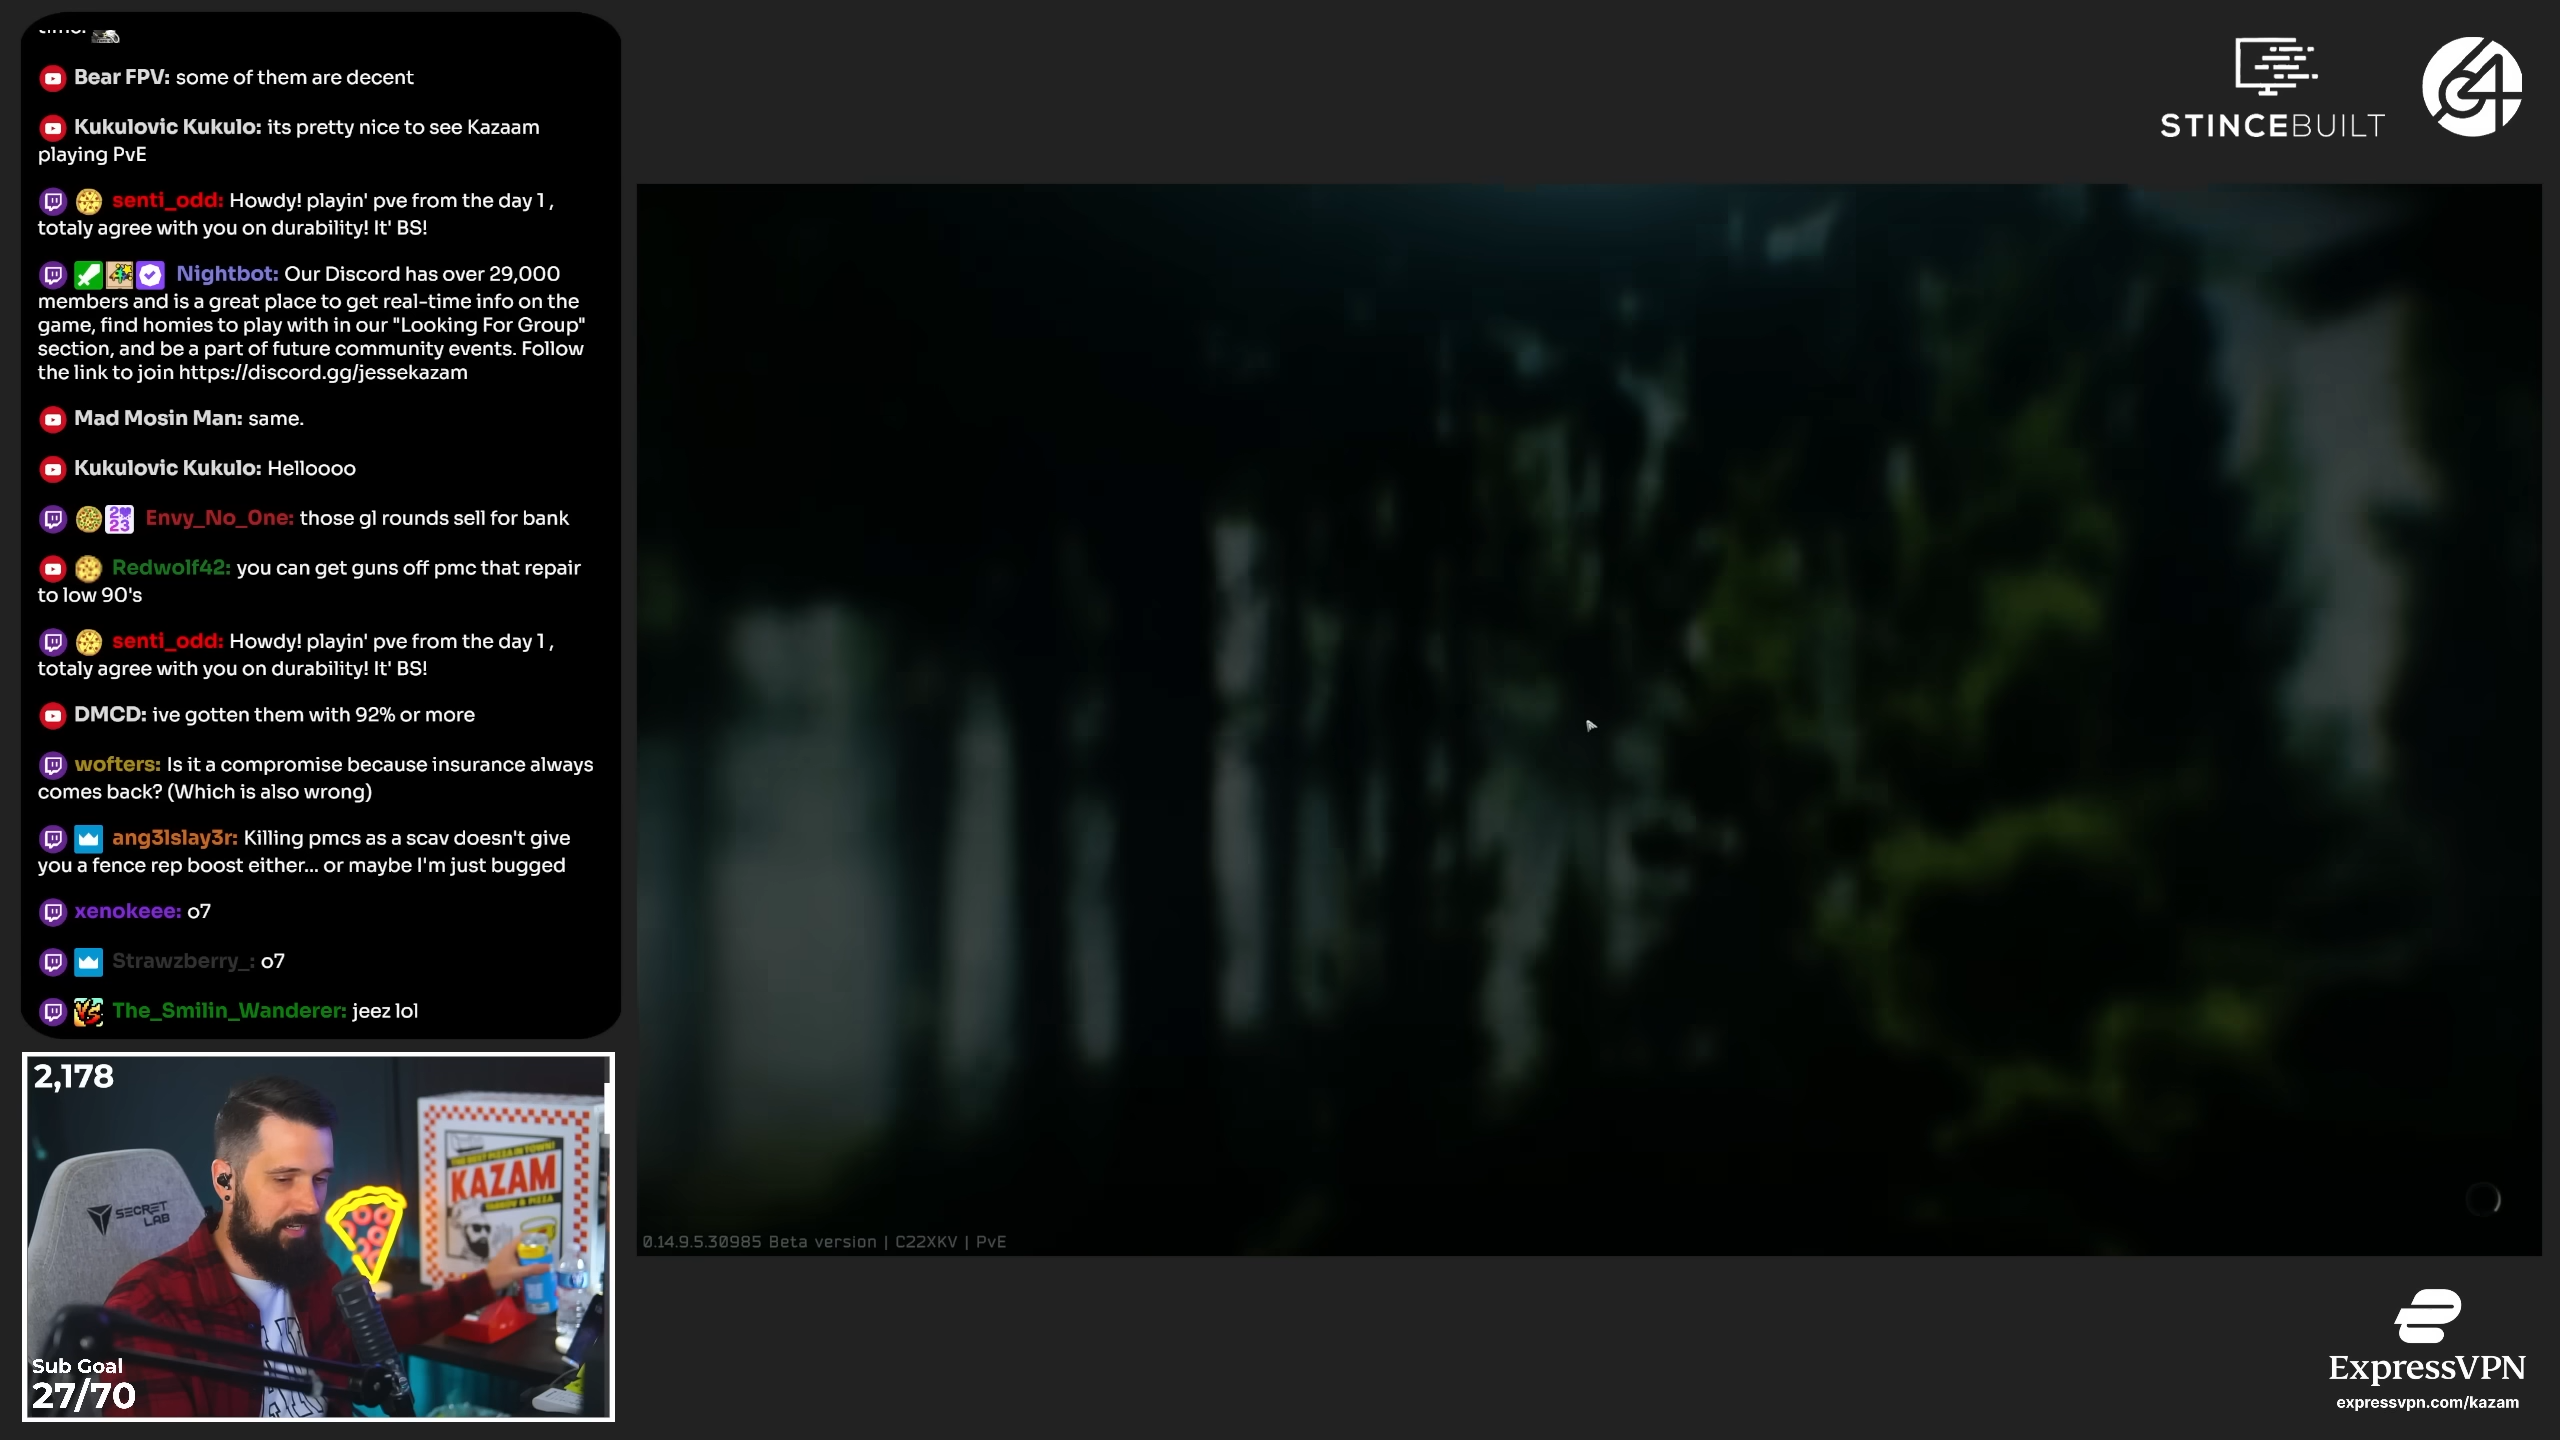 Bear FPV: some of them are decent
Kukulovic Kukulo: its pretty nice to see Kazaam
playing PvE
senti_odd: Howdy! playin' pve from the day 1 ,
totaly agree with you on durability! It' BS!
Nightbot: Our Discord has over 29,000
members and is a great place to get real-time info on the
game, find homies to play with in our "Looking For Group"
section, and be a part of future community events. Follow
the link to join https://discord.gg/jessekazam
Mad Mosin Man: same.
Kukulovic Kukulo: Helloooo
Envy_No_One: those gl rounds sell for bank
Redwolf42: you can get guns off pmc that repair
to low 90's
senti_odd: Howdy! playin' pve from the day 1 ,
totaly agree with you on durability! It' BS!
DMCD: ive gotten them with 92% or more
wofters: Is it a compromise because insurance always
comes back? (Which is also wrong)
ang3lslay3r: Killing pmcs as a scav doesn't give
you a fence rep boost either... or maybe I'm just bugged
xenokeee: o7
Strawzberry_: o7
The_Smilin_Wanderer: jeez lol
2,178
SECRET
LAB
THE BEST PIZZA IN TOWN!
KAZAM
Sub Goal
27/70
STINCEBUILT
64
0.14.9.5.30985 Beta version | C22XKV | PvE
ExpressVPN
expressvpn.com/kazam